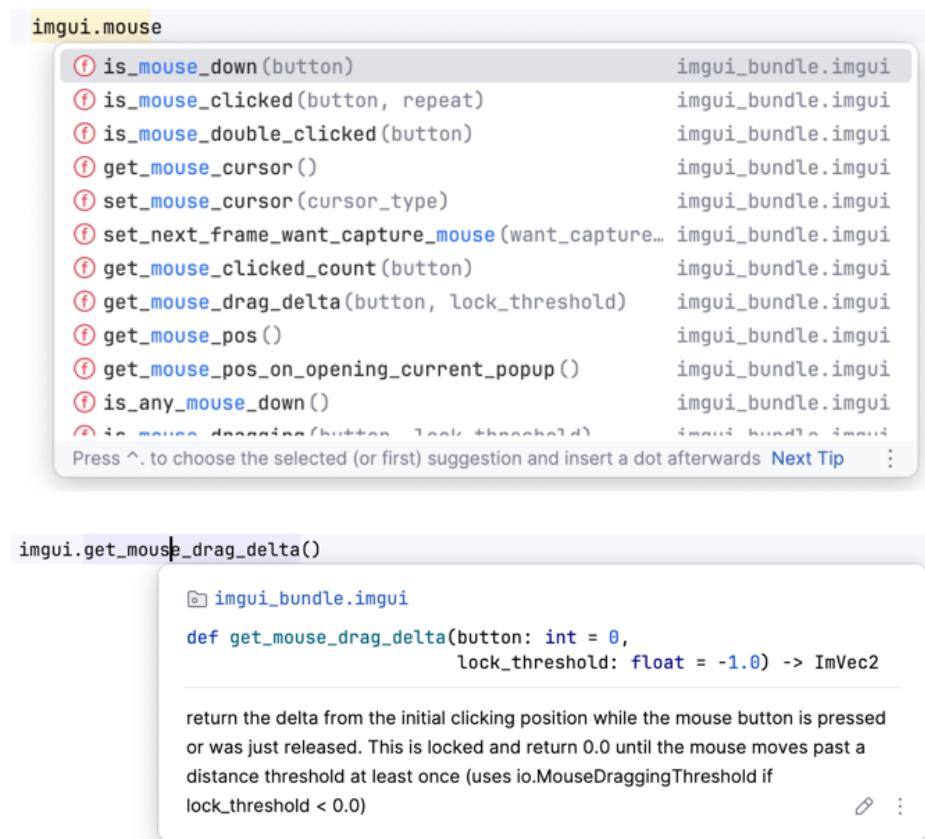 imgui.mouse
is_mouse_down(button) imgui_bundle.imgui
is_mouse_clicked(button, repeat) imgui_bundle.imgui
is_mouse_double_clicked(button) imgui_bundle.imgui
get_mouse_cursor() imgui_bundle.imgui
set_mouse_cursor(cursor_type) imgui_bundle.imgui
set_next_frame_want_capture_mouse(want_capture… imgui_bundle.imgui
get_mouse_clicked_count(button) imgui_bundle.imgui
get_mouse_drag_delta(button, lock_threshold) imgui_bundle.imgui
get_mouse_pos() imgui_bundle.imgui
get_mouse_pos_on_opening_current_popup() imgui_bundle.imgui
is_any_mouse_down() imgui_bundle.imgui
is_mouse_dragging(button, lock_threshold) imgui_bundle.imgui
Press ^. to choose the selected (or first) suggestion and insert a dot afterwards Next Tip
imgui.get_mouse_drag_delta()
imgui_bundle.imgui
def get_mouse_drag_delta(button: int = 0,
lock_threshold: float = -1.0) -> ImVec2
return the delta from the initial clicking position while the mouse button is pressed
or was just released. This is locked and return 0.0 until the mouse moves past a
distance threshold at least once (uses io.MouseDraggingThreshold if
lock_threshold < 0.0)